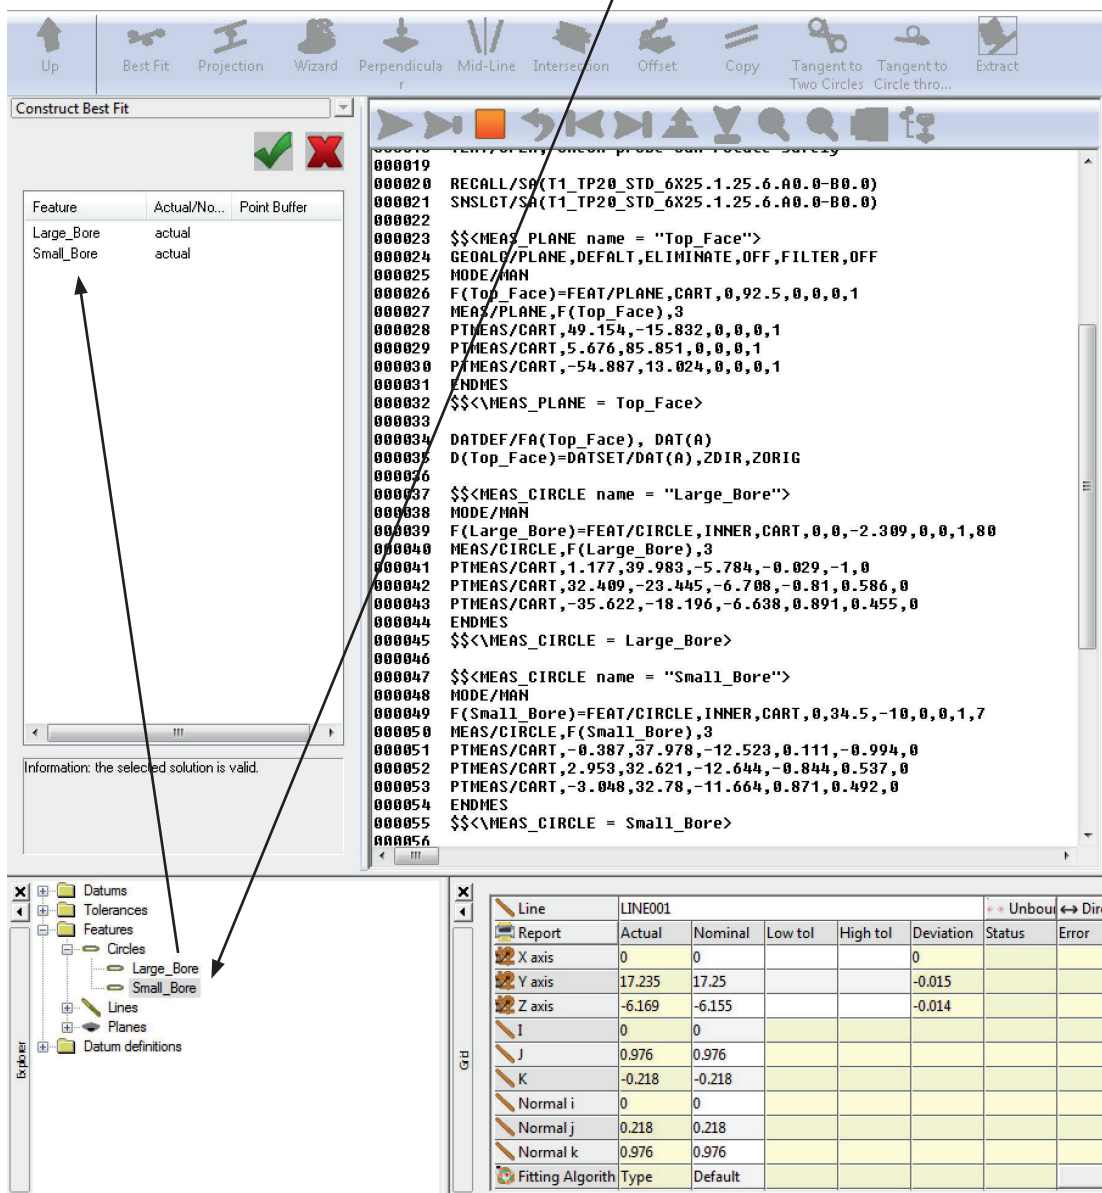 Up Best Fit Projection Wizard Perpendicula Mid-Line Intersection Offset Copy Tangent to Tangent to Extract
r Two Circles Circle thro...
Construct Best Fit
Feature Actual/No... Point Buffer
Large_Bore actual
Small_Bore actual
Information: the selected solution is valid.
000019
000020 RECALL/SA(T1_TP20_STD_6X25.1.25.6.A0.0-B0.0)
000021 SNSLCT/SA(T1_TP20_STD_6X25.1.25.6.A0.0-B0.0)
000022
000023 $$<MEAS_PLANE name = "Top_Face">
000024 GEOALG/PLANE,DEFALT,ELIMINATE,OFF,FILTER,OFF
000025 MODE/MAN
000026 F(Top_Face)=FEAT/PLANE,CART,0,92.5,0,0,0,1
000027 MEAS/PLANE,F(Top_Face),3
000028 PTMEAS/CART,49.154,-15.832,0,0,0,1
000029 PTMEAS/CART,5.676,85.851,0,0,0,1
000030 PTMEAS/CART,-54.887,13.024,0,0,0,1
000031 ENDMES
000032 $$<\MEAS_PLANE = Top_Face>
000033
000034 DATDEF/FA(Top_Face), DAT(A)
000035 D(Top_Face)=DATSET/DAT(A),ZDIR,ZORIG
000036
000037 $$<MEAS_CIRCLE name = "Large_Bore">
000038 MODE/MAN
000039 F(Large_Bore)=FEAT/CIRCLE,INNER,CART,0,0,-2.309,0,0,1,80
000040 MEAS/CIRCLE,F(Large_Bore),3
000041 PTMEAS/CART,1.177,39.983,-5.784,-0.029,-1,0
000042 PTMEAS/CART,32.409,-23.445,-6.708,-0.81,0.586,0
000043 PTMEAS/CART,-35.622,-18.196,-6.638,0.891,0.455,0
000044 ENDMES
000045 $$<\MEAS_CIRCLE = Large_Bore>
000046
000047 $$<MEAS_CIRCLE name = "Small_Bore">
000048 MODE/MAN
000049 F(Small_Bore)=FEAT/CIRCLE,INNER,CART,0,34.5,-10,0,0,1,7
000050 MEAS/CIRCLE,F(Small_Bore),3
000051 PTMEAS/CART,-0.387,37.978,-12.523,0.111,-0.994,0
000052 PTMEAS/CART,2.953,32.621,-12.644,-0.844,0.537,0
000053 PTMEAS/CART,-3.048,32.78,-11.664,0.871,0.492,0
000054 ENDMES
000055 $$<\MEAS_CIRCLE = Small_Bore>
000056
Explorer
Datums
Tolerances
Features
Circles
Large_Bore
Small_Bore
Lines
Planes
Datum definitions
Grid
Line LINE001 Unbou Dir
Report Actual Nominal Low tol High tol Deviation Status Error
X axis 0 0 0
Y axis 17.235 17.25 -0.015
Z axis -6.169 -6.155 -0.014
I 0 0
J 0.976 0.976
K -0.218 -0.218
Normal i 0 0
Normal j 0.218 0.218
Normal k 0.976 0.976
Fitting Algorith Type Default